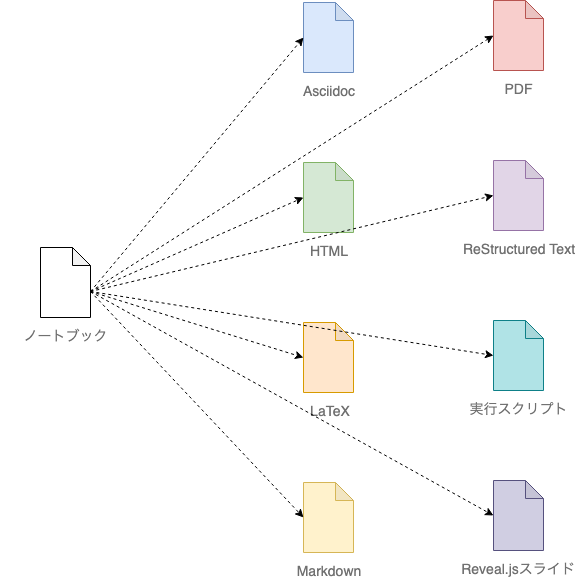 Asciidoc
PDF
HTML
ReStructured Text
ノートブック
LaTeX
実行スクリプト
Markdown
Reveal.jsスライド